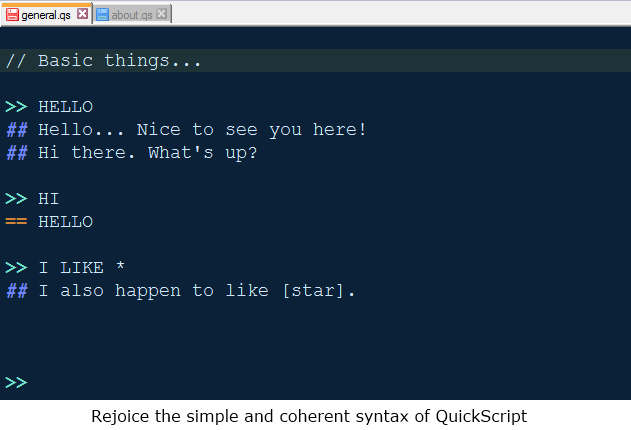 general.qs about.qs
// Basic things...
>> HELLO
## Hello... Nice to see you here!
## Hi there. What's up?
>> HI
== HELLO
>> I LIKE *
## I also happen to like [star].
>>
Rejoice the simple and coherent syntax of QuickScript